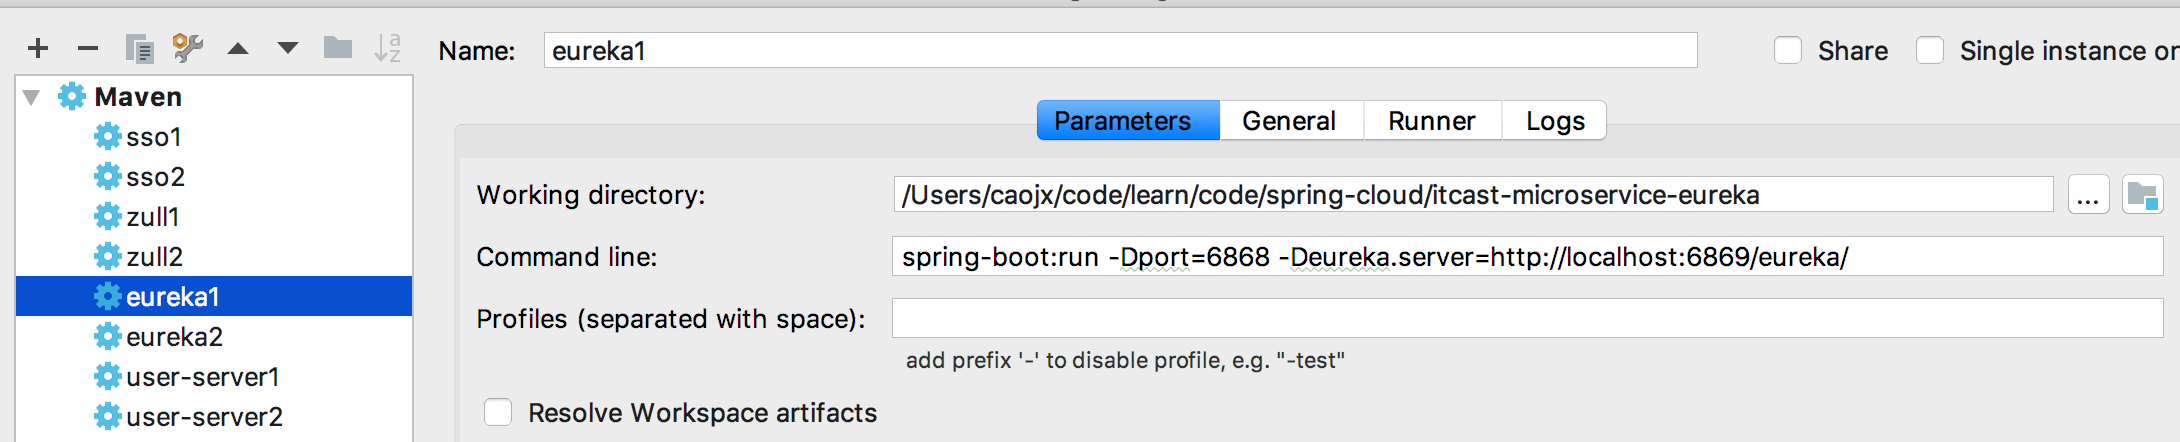 a
z
Name:
eureka1
Share
Single instance on
Maven
sso1
sso2
zull1
zull2
eureka1
eureka2
user-server1
user-server2
Parameters
General
Runner
Logs
Working directory:
/Users/caojx/code/learn/code/spring-cloud/itcast-microservice-eureka
...
Command line:
spring-boot:run -Dport=6868 -Deureka.server=http://localhost:6869/eureka/
Profiles (separated with space):
add prefix '-' to disable profile, e.g. "-test"
Resolve Workspace artifacts